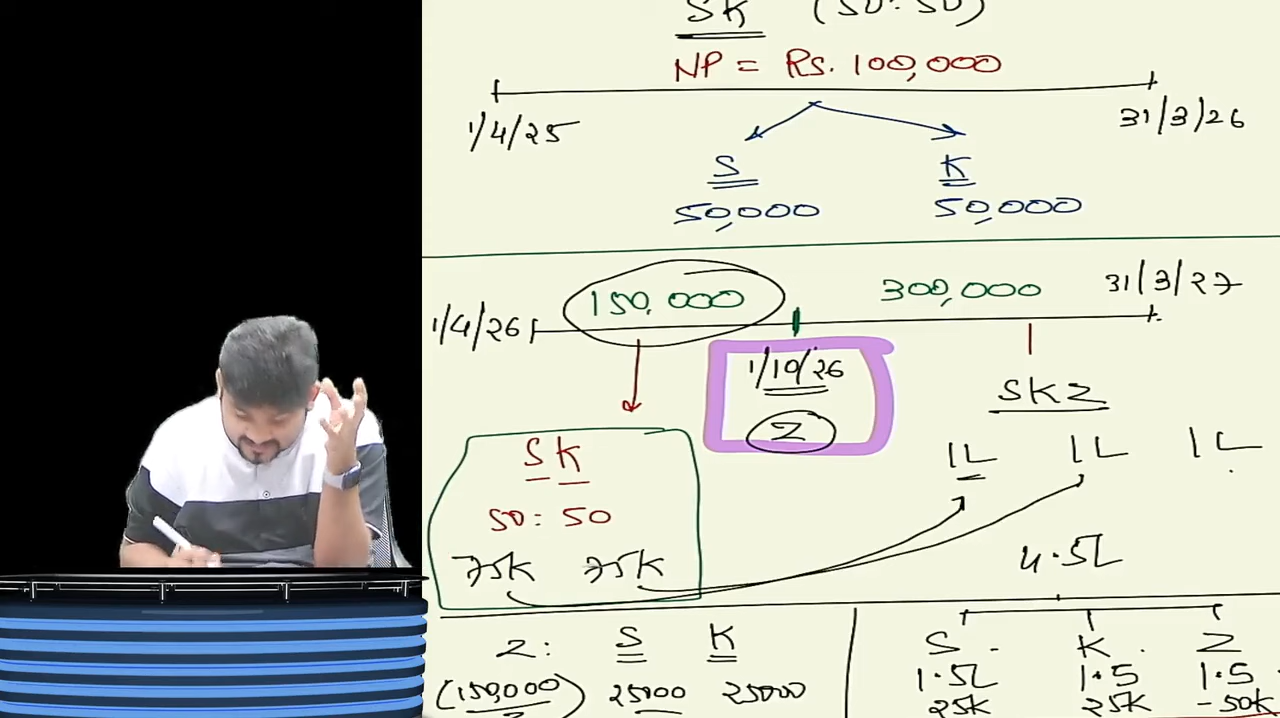 SK (50:50)
NP = Rs. 100,000
1/4/25 31/3/26
S K
50,000 50,000
150,000 300,000 31/3/27
1/4/26
1/10/26
Z
SKZ
SK
50:50
75K 75K
1L 1L 1L
4.5L
Z: S K
(150,000) 25000 25000
S. K. Z
1.5L 1.5 1.5
25K 25K -50K